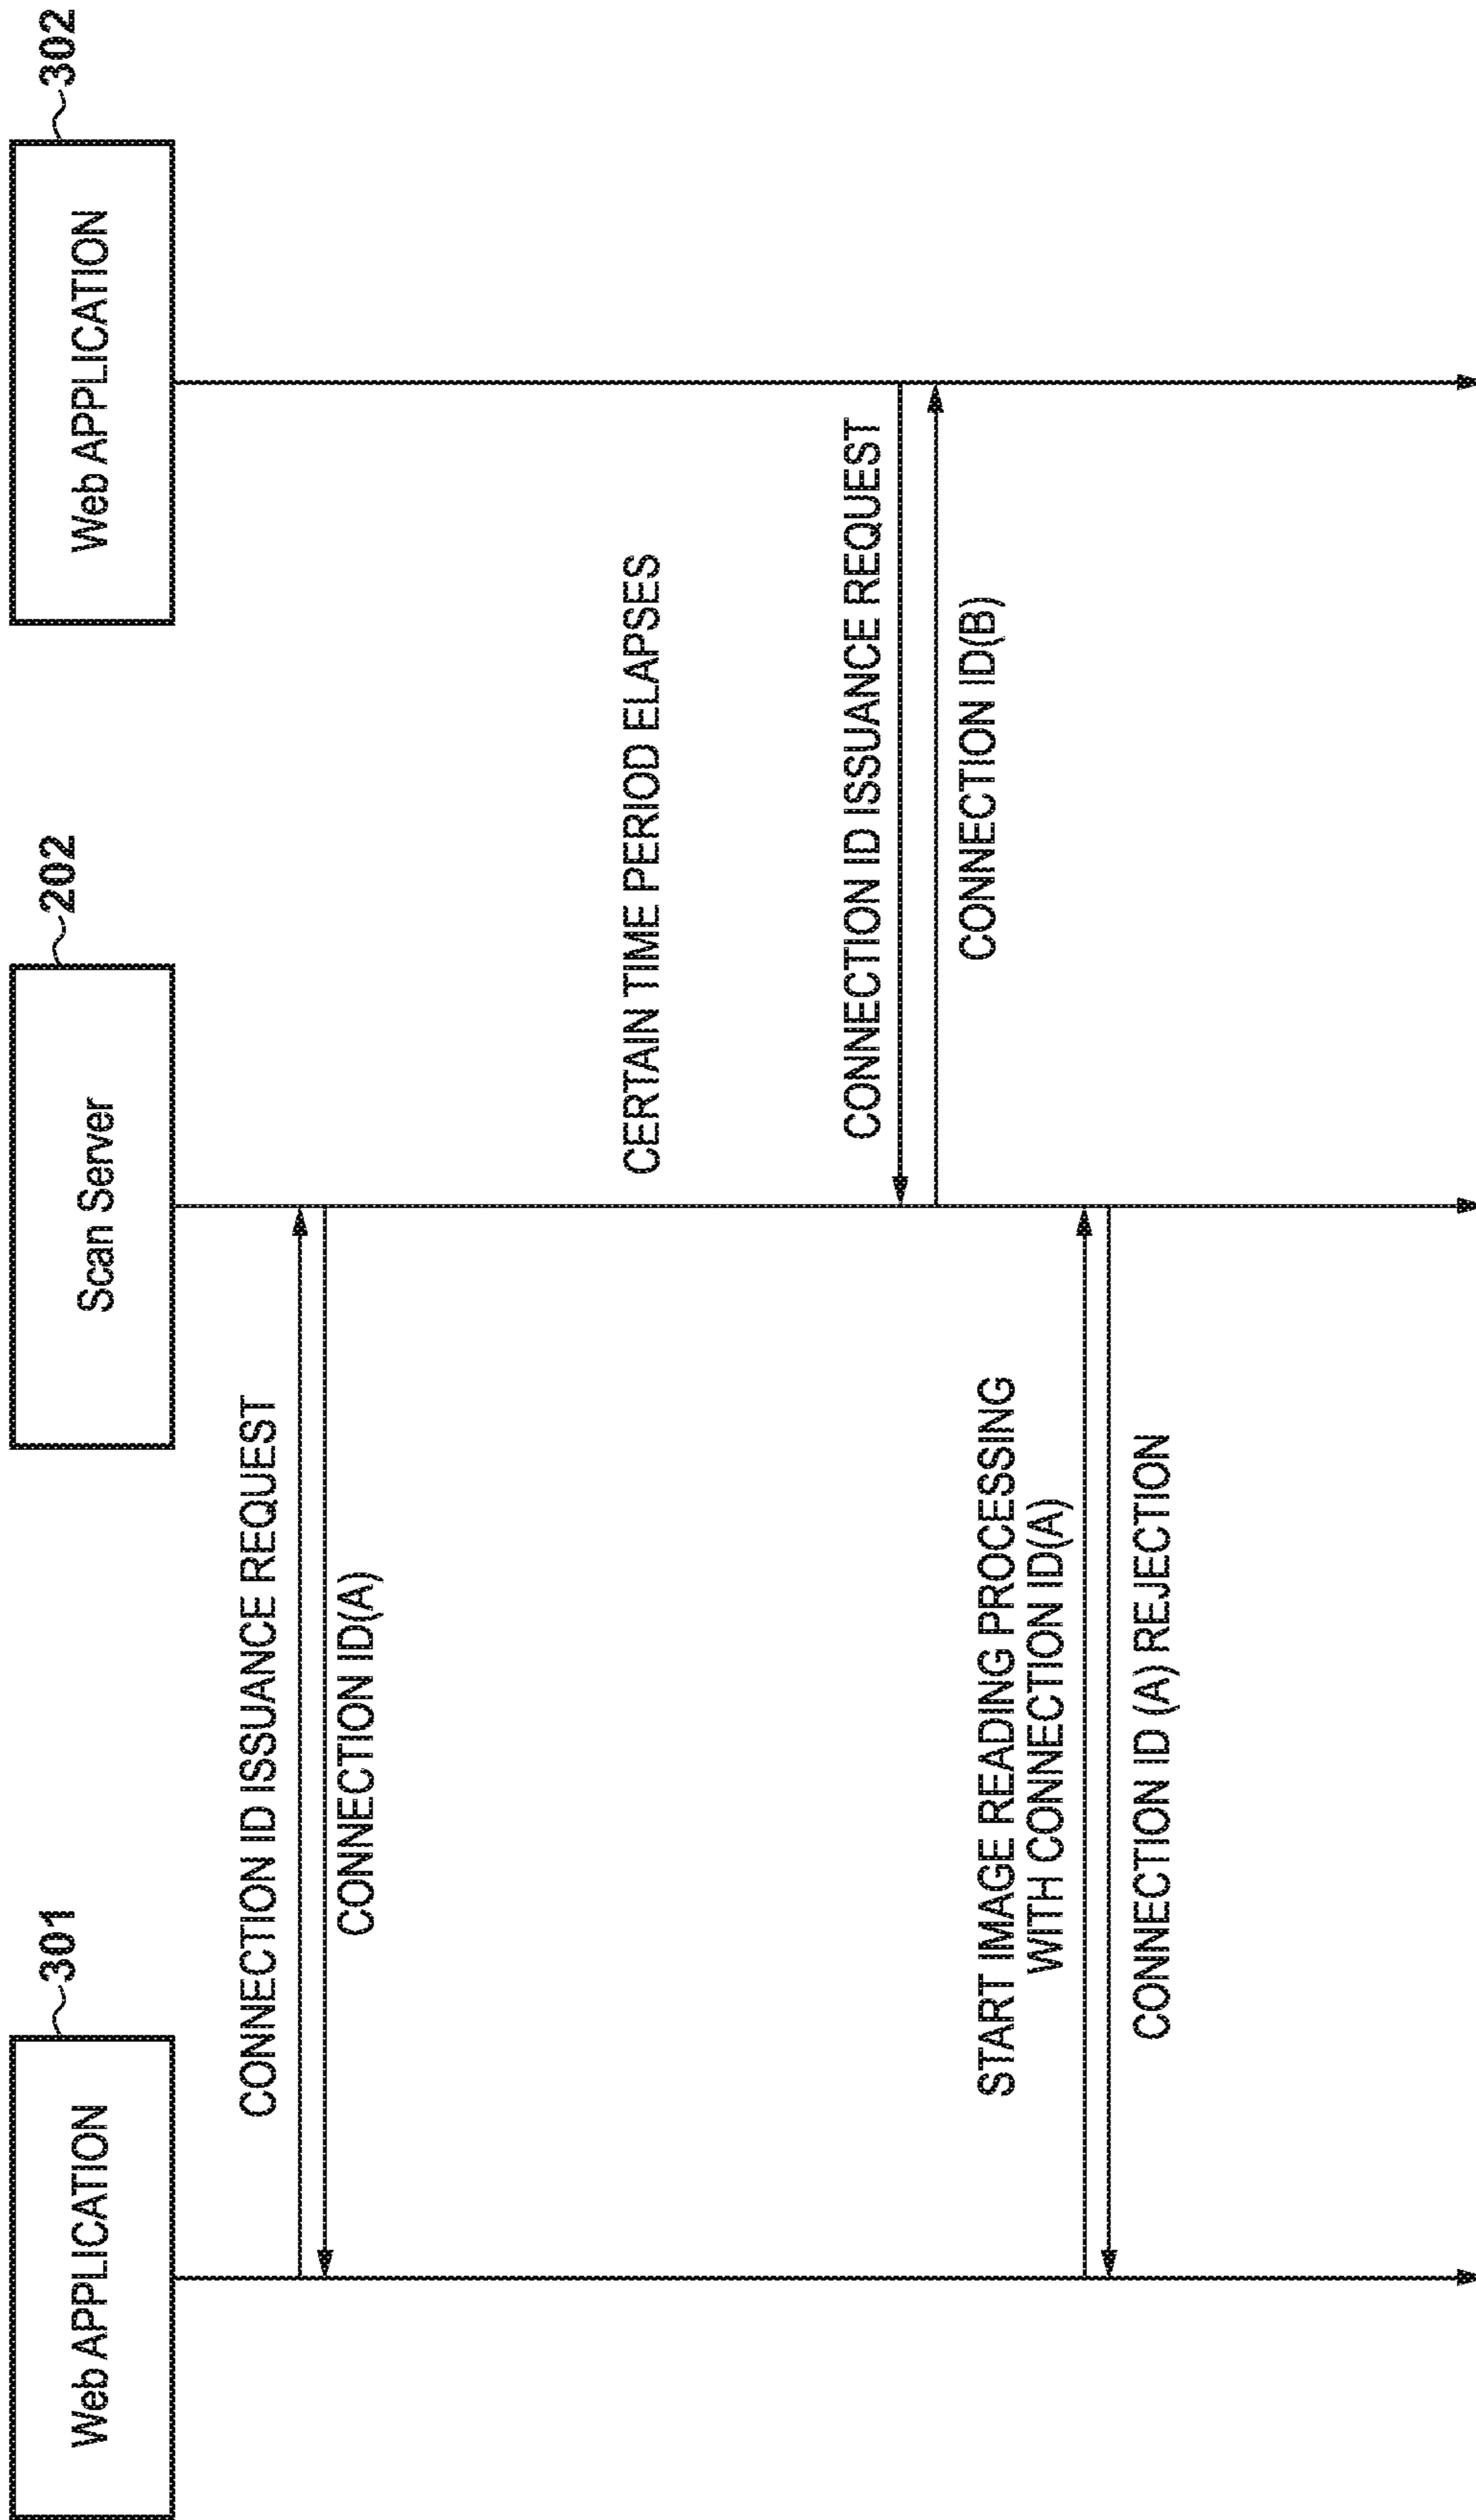 301
Web APPLICATION
202
Scan Server
302
Web APPLICATION
CONNECTION ID ISSUANCE REQUEST
CONNECTION ID(A)
CERTAIN TIME PERIOD ELAPSES
CONNECTION ID ISSUANCE REQUEST
CONNECTION ID(B)
START IMAGE READING PROCESSING
WITH CONNECTION ID(A)
CONNECTION ID (A) REJECTION